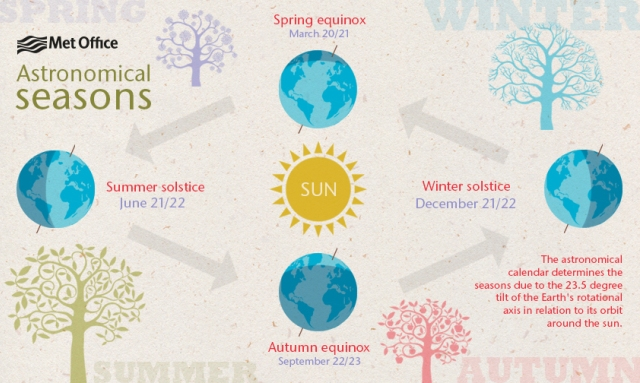 SPRING
WINTER
Met Office
Astronomical
seasons
Spring equinox
March 20/21
Summer solstice
June 21/22
SUN
Winter solstice
December 21/22
The astronomical
calendar determines the
seasons due to the 23.5 degree
tilt of the Earth's rotational
axis in relation to its orbit
around the sun.
Autumn equinox
September 22/23
SUMMER
AUTUMN